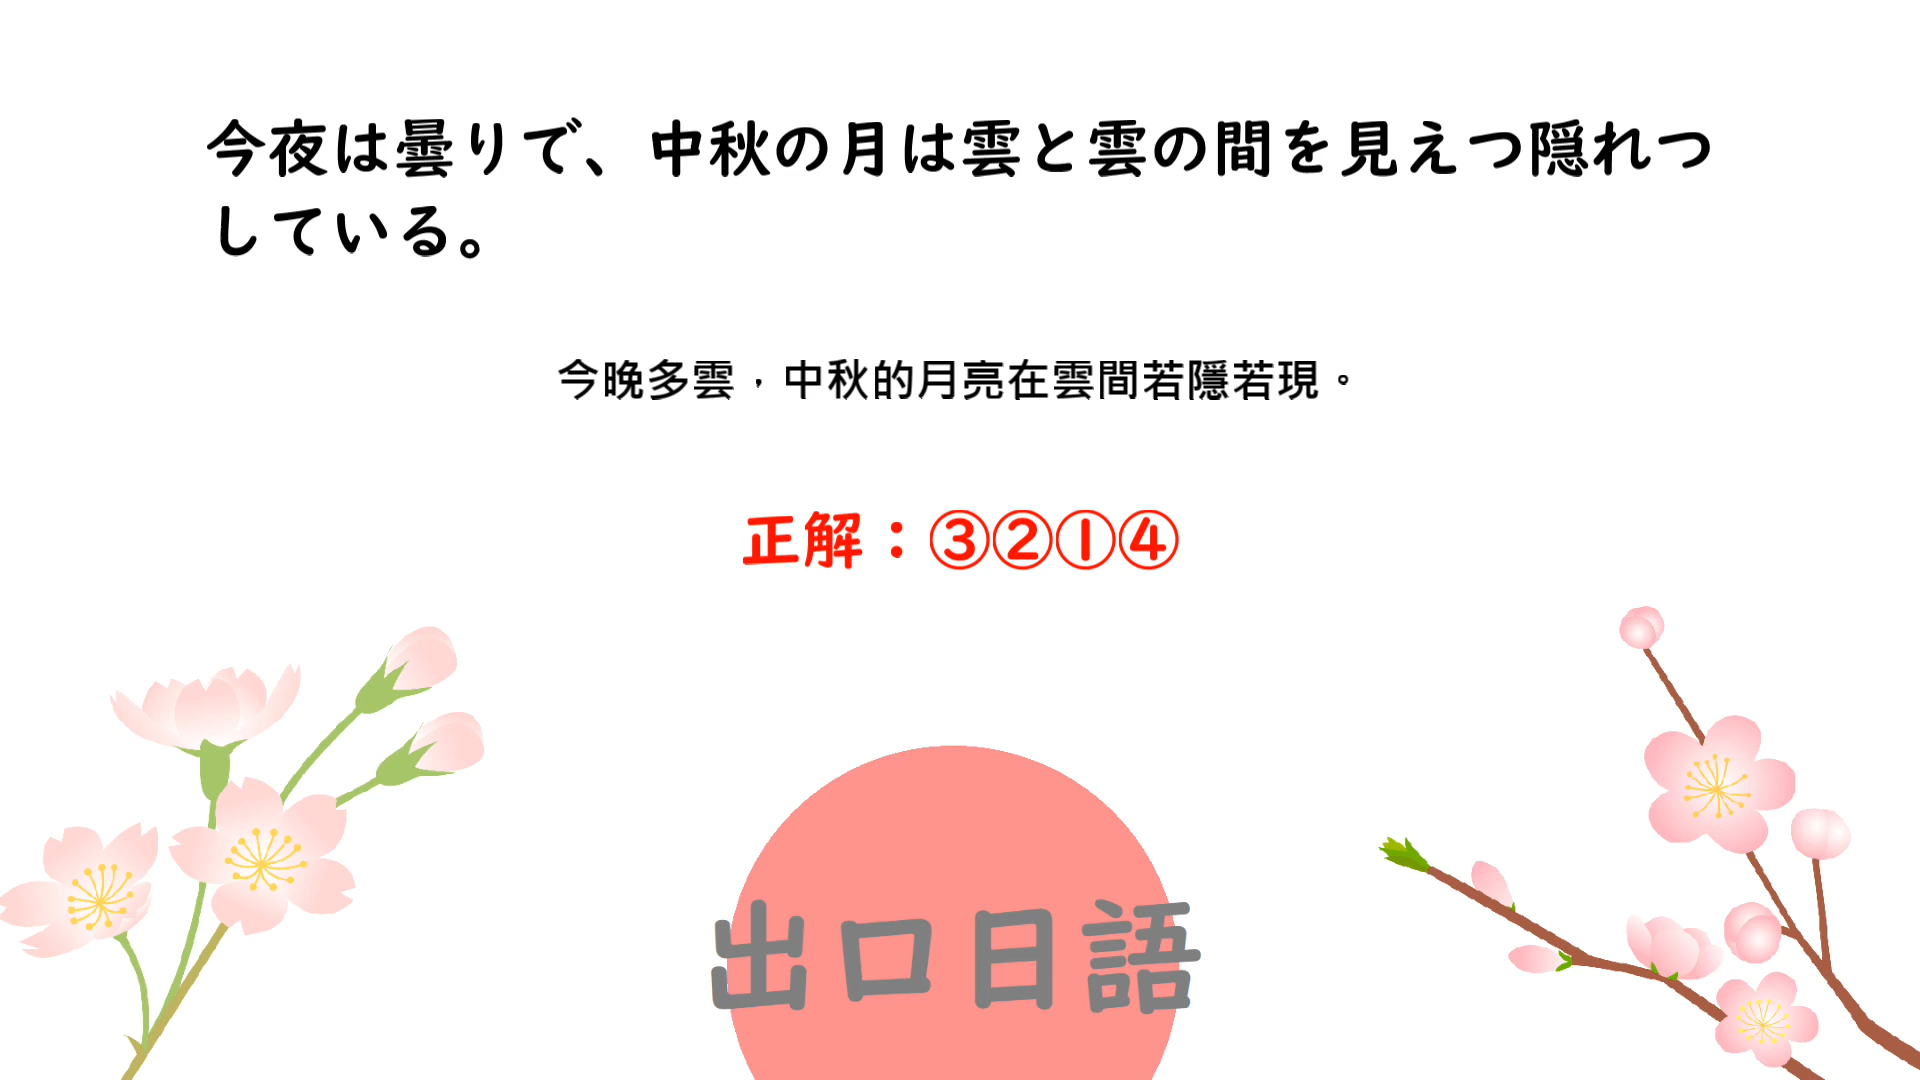 今夜は曇りで、中秋の月は雲と雲の間を見えつ隠れつ
している。
今晚多雲，中秋的月亮在雲間若隱若現。
正解：③②①④
出口日語